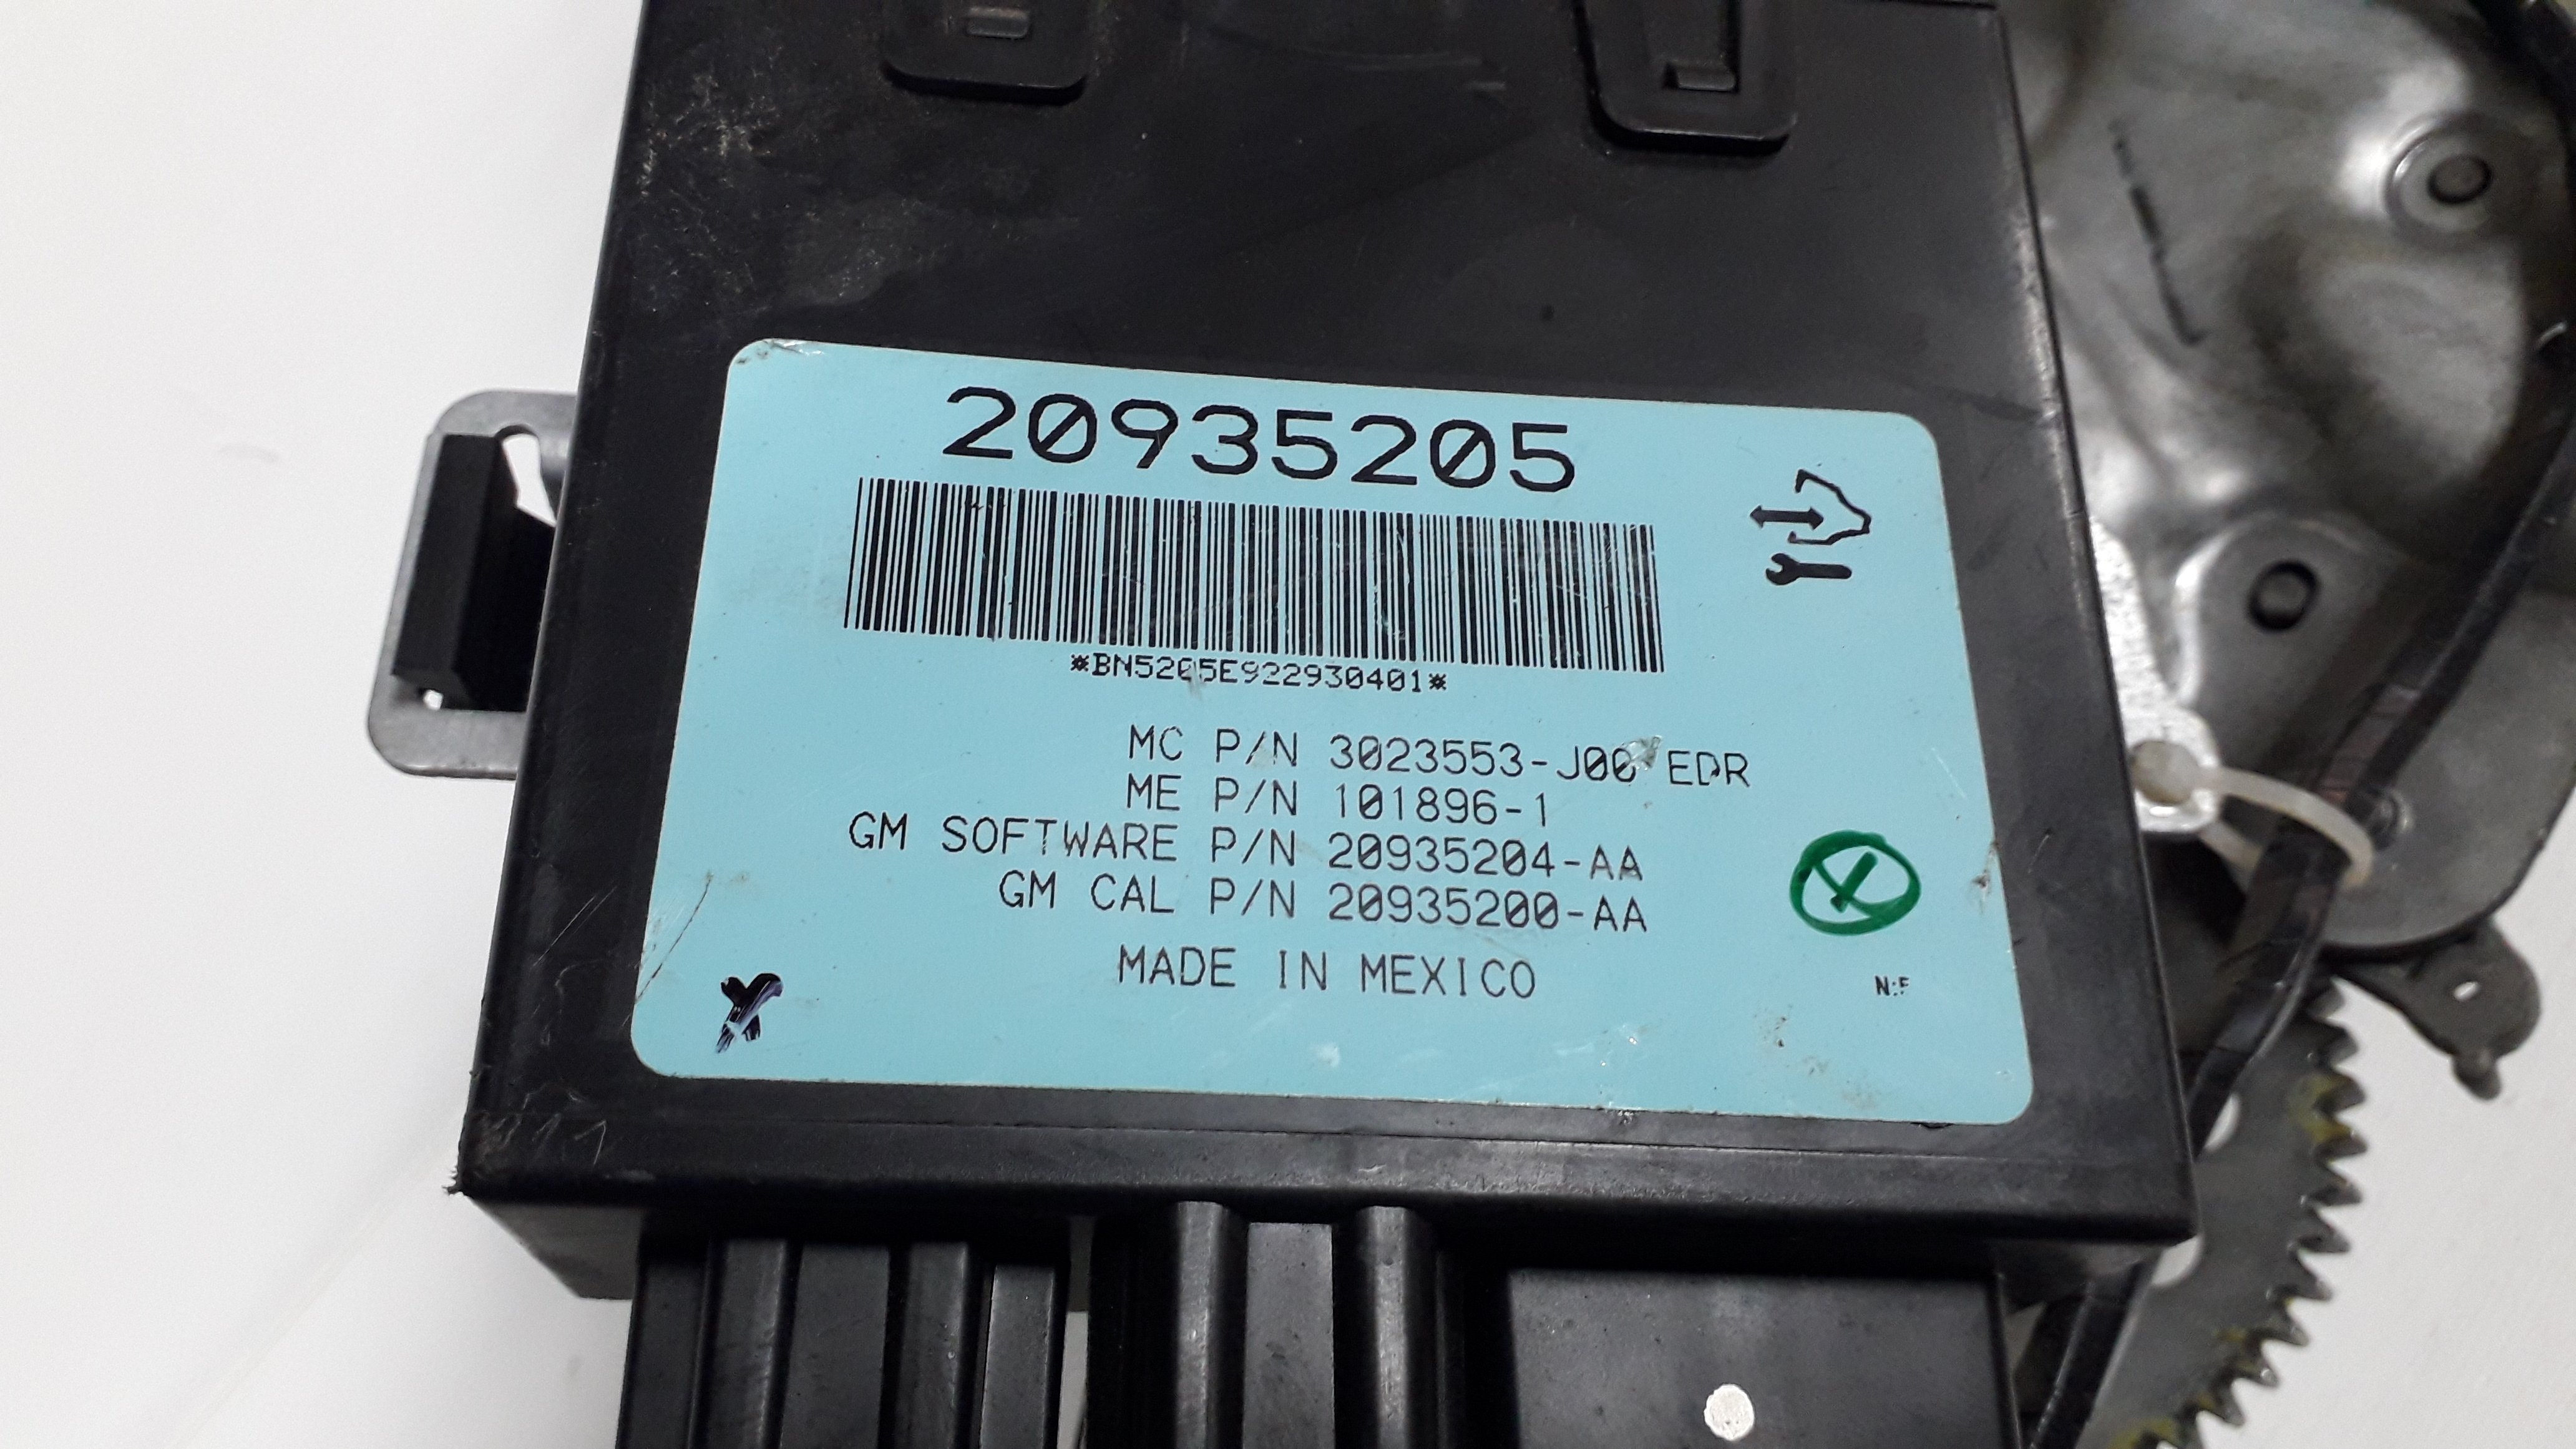 20935205
*BN5205E922930401*
MC P/N 3023553-J00 EDR
ME P/N 101896-1
GM SOFTWARE P/N 20935204-AA
GM CAL P/N 20935200-AA
MADE IN MEXICO